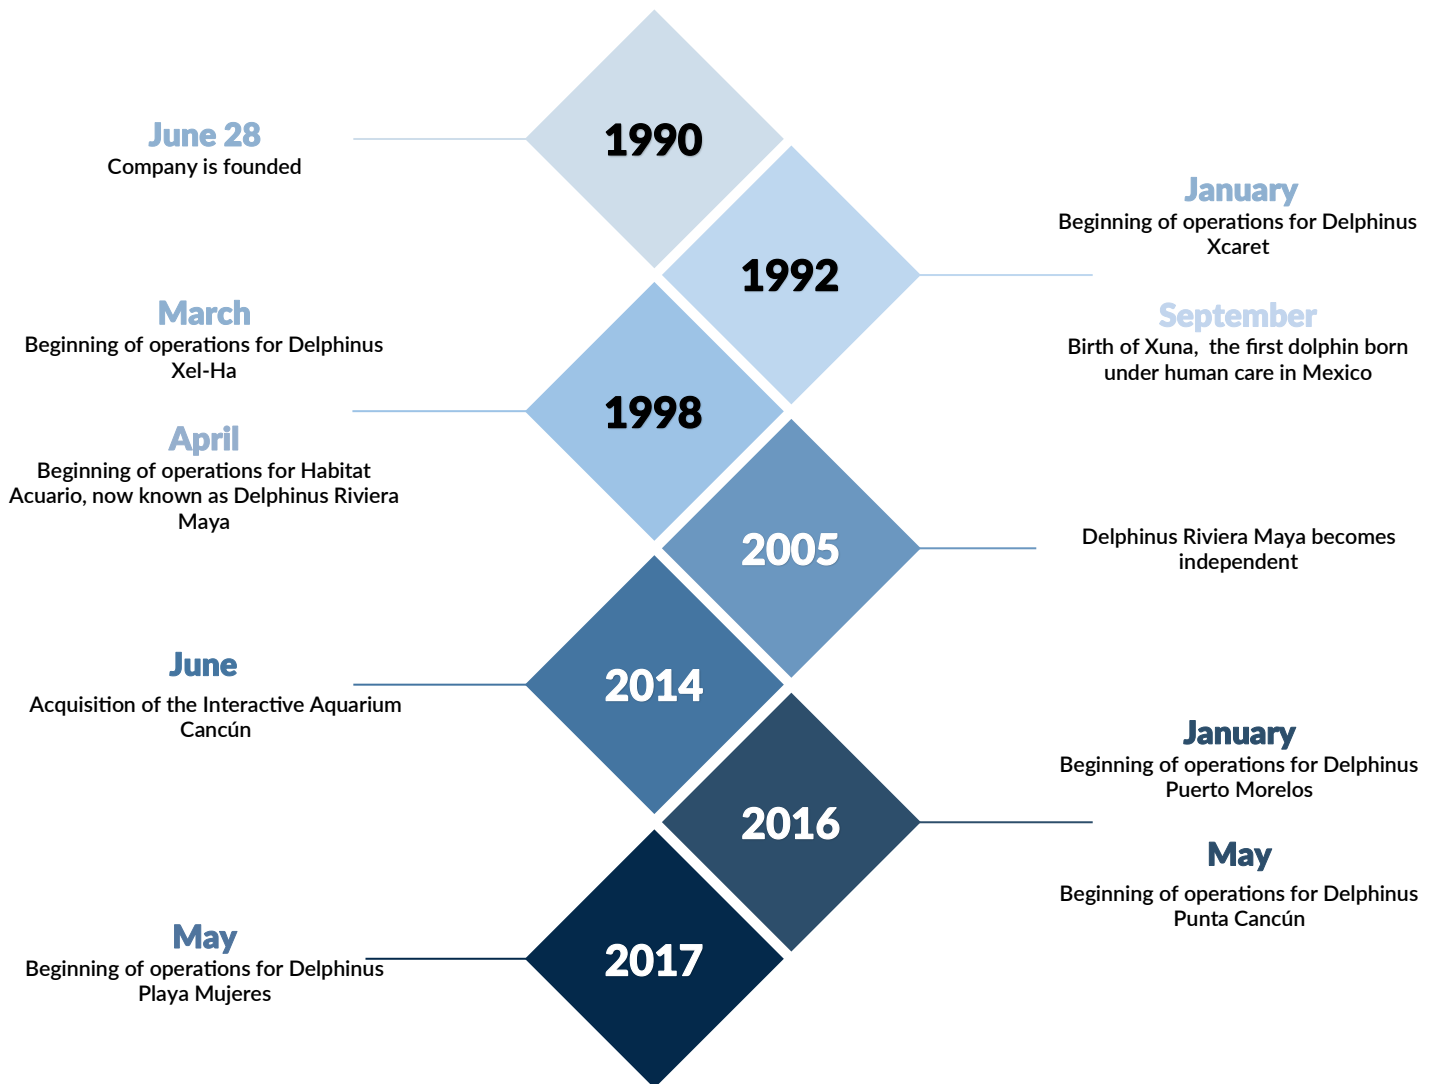 1990
June 28
Company is founded
1992
January
Beginning of operations for Delphinus
Xcaret
September
Birth of Xuna,  the first dolphin born
under human care in Mexico
1998
March
Beginning of operations for Delphinus
Xel-Ha
April
Beginning of operations for Habitat
Acuario, now known as Delphinus Riviera
Maya
2005
Delphinus Riviera Maya becomes
independent
2014
June
Acquisition of the Interactive Aquarium
Cancún
2016
January
Beginning of operations for Delphinus
Puerto Morelos
May
Beginning of operations for Delphinus
Punta Cancún
2017
May
Beginning of operations for Delphinus
Playa Mujeres